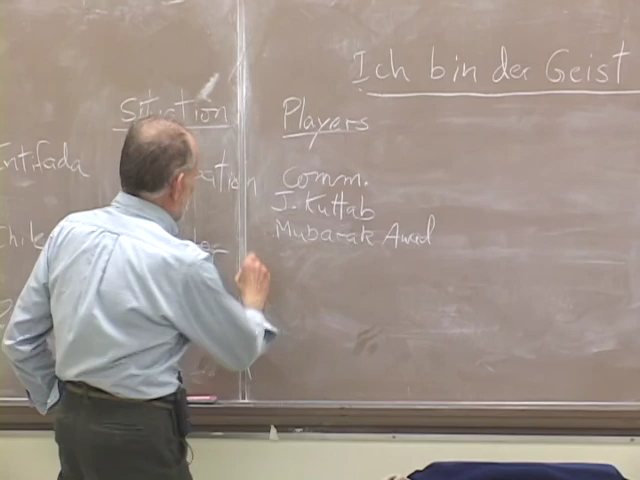 Ich bin der Geist
Situation
Players
Intifada
Comm.
J. Kuttab
Mubarak Awad